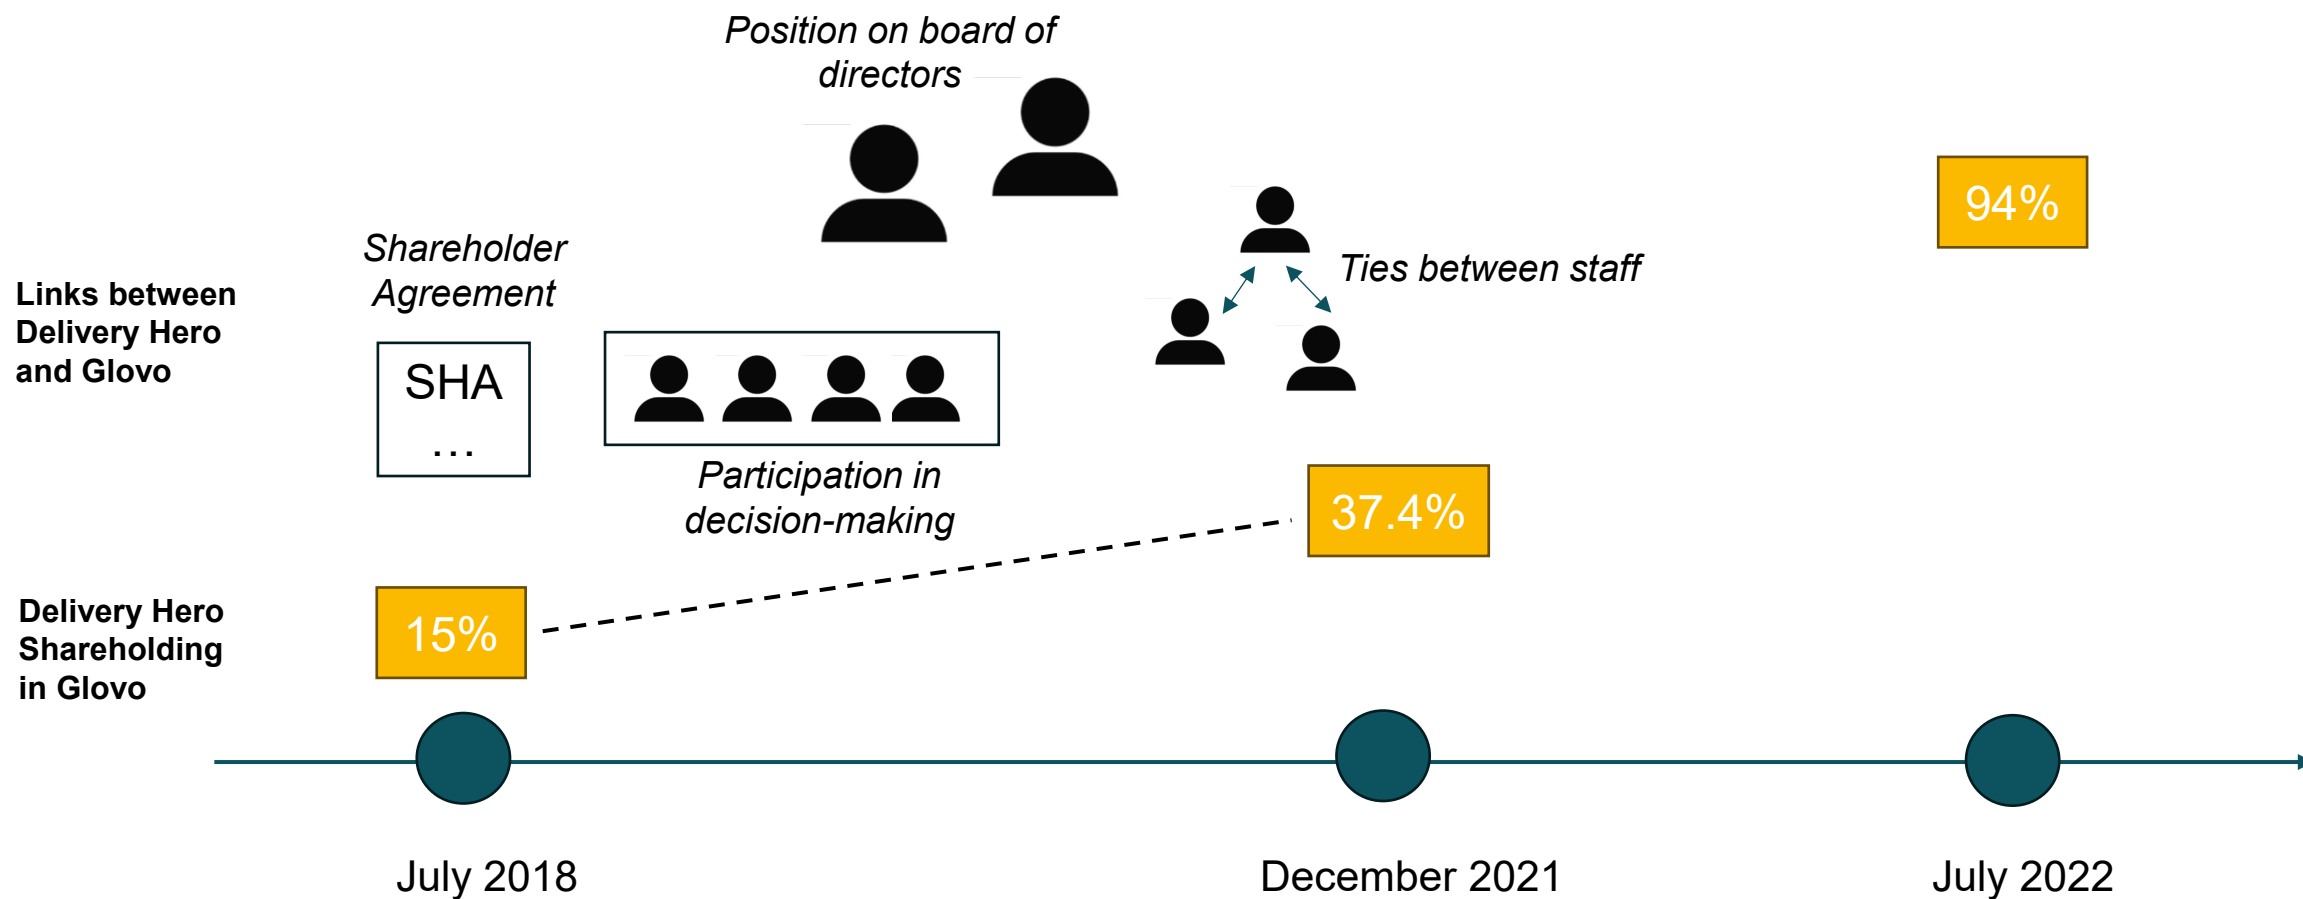 Position on board of
directors
94%
Shareholder
Agreement
Ties between staff
Links between
Delivery Hero
and Glovo
SHA
...
Participation in
decision-making
37.4%
Delivery Hero
Shareholding
in Glovo
15%
July 2018
December 2021
July 2022